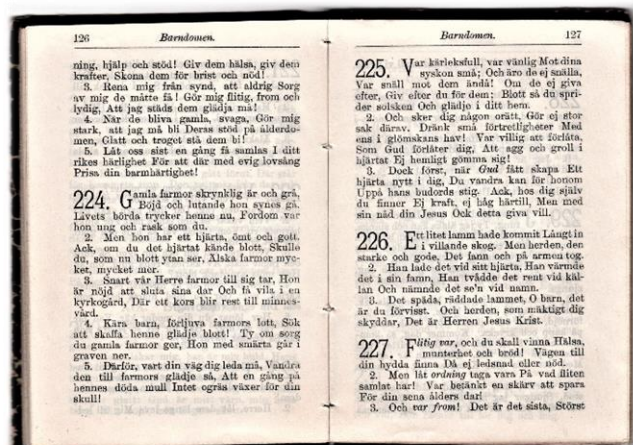 126 Barndomen.
ning, hjälp och stöd! Giv dem hälsa, giv dem
krafter, Skona dem för brist och nöd!
3. Rena mig från synd, att aldrig Sorg
av mig de måtte få! Gör mig flitig, from och
lydig, Att jag städs dem glädja må!
4. När de bliva gamla, svaga, Gör mig
stark, att jag må bli Deras stöd på ålderdo-
men, Glatt och troget stå dem bi!
5. Låt oss sist en gång få samlas I ditt
rikes härlighet För att där med evig lovsång
Prisa din barmhärtighet!
224. Gamla farmor skrynklig är och grå,
Böjd och lutande hon synes gå.
Livets börda trycker henne nu, Fordom var
hon ung och rask som du.
2. Men hon har ett hjärta, ömt och gott.
Ack, om du det hjärtat kände blott, Skulle
du, som nu blott ytan ser, Älska farmor myc-
ket, mycket mer.
3. Snart vår Herre farmor till sig tar, Hon
är nöjd att sluta sina dar Och få vila i en
kyrkogård, Där ett kors blir rest till minnes-
vård.
4. Kära barn, förljuva farmors lott, Sök
att skaffa henne glädje blott! Ty om sorg
du gamla farmor ger, Hon med smärta går i
graven ner.
5. Därför, vart din väg dig leda må, Vandra
den till farmors glädje så, Att en gång på
hennes döda mull Intet ogräs växer för din
skull!
Barndomen. 127
225. Var kärleksfull, var vänlig Mot dina
syskon små; Och äro de ej snälla,
Var snäll mot dem ändå! Om de ej giva
efter, Giv efter du för dem: Blott så du spri-
der solsken Och glädje i ditt hem.
2. Och sker dig någon orätt, Gör ej stor
sak därav. Dränk små förtretligheter Med
ens i glömskans hav! Var villig att förlåta,
Som Gud förlåter dig, Att agg och groll i
hjärtat Ej hemligt gömma sig!
3. Dock först, när Gud fått skapa Ett
hjärta nytt i dig, Du vandra kan för honom
Uppå hans budords stig. Ack, hos dig själv
du finner Ej kraft, ej håg härtill, Men med
sin nåd din Jesus Ock detta giva vill.
226. Ett litet lamm hade kommit Långt in
i villande skog. Men herden, den
starke och gode, Det fann och på armen tog.
2. Han lade det vid sitt hjärta, Han värmde
det i sin famn, Han tvådde det rent vid käl-
lan Och nämnde det se'n vid namn.
3. Det späda, räddade lammet, O barn, det
är du förvisst. Och herden, som mäktigt dig
skyddar, Det är Herren Jesus Krist.
227. Flitig var, och du skall vinna Hälsa,
munterhet och bröd! Vägen till
din hydda finna Då ej ledsnad eller nöd.
2. Men låt ordning taga vara På vad fliten
samlat har! Var betänkt en skärv att spara
För din sena ålders dar!
3. Och var from! Det är det sista, Störst